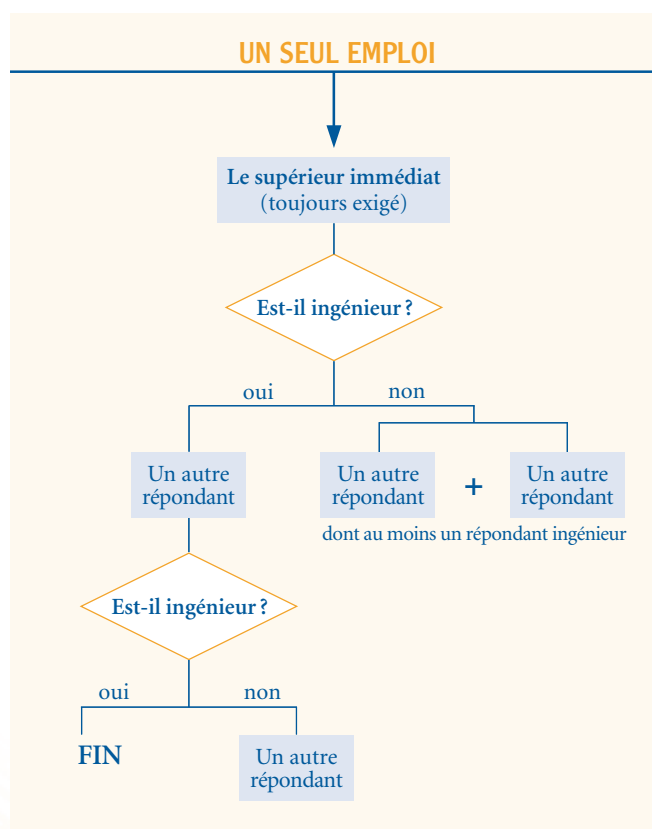 UN SEUL EMPLOI
Le supérieur immédiat
(toujours exigé)
Est-il ingénieur ?
oui
non
Un autre
répondant
Un autre
répondant
+
Un autre
répondant
dont au moins un répondant ingénieur
Est-il ingénieur ?
oui
non
FIN
Un autre
répondant